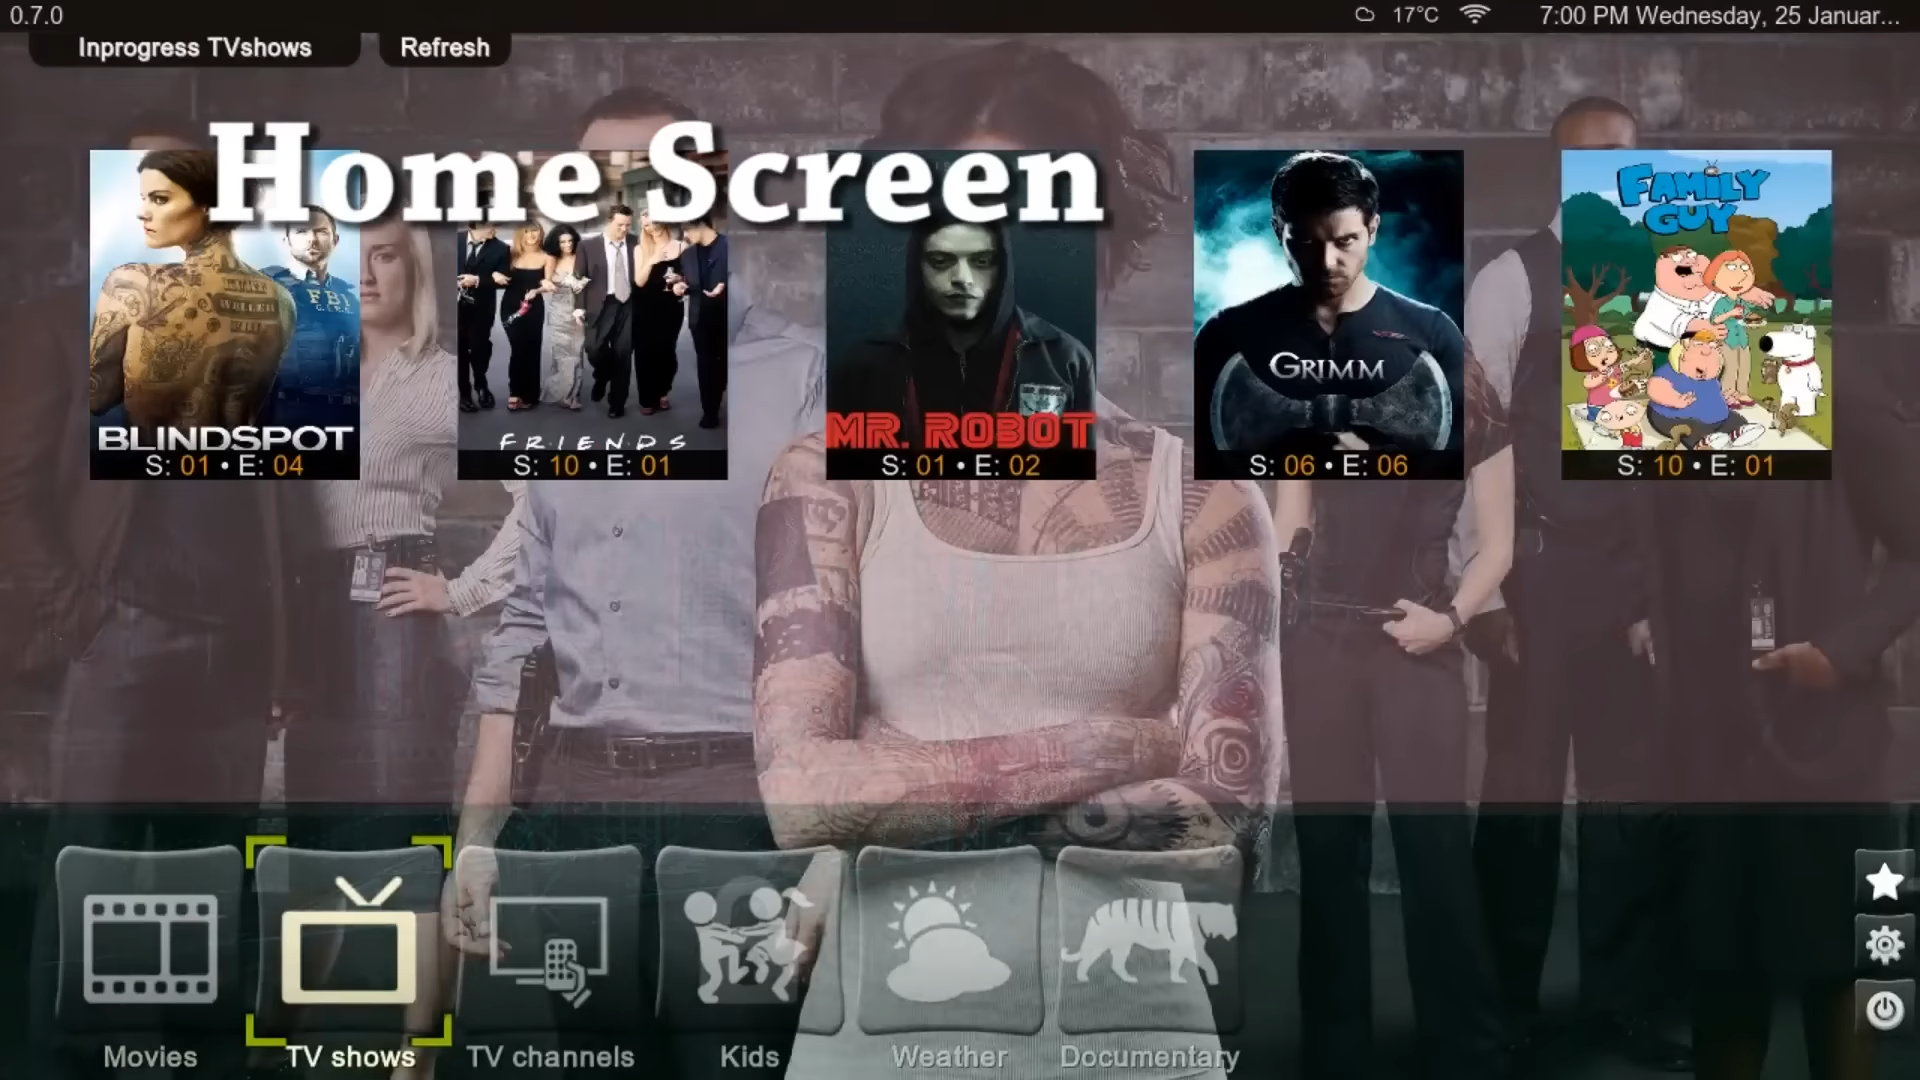 0.7.0
17°C
7:00 PM Wednesday, 25 Januar...
Inprogress TVshows
Refresh
Home Screen
BLINDSPOT
S: 01 • E: 04
F·R·I·E·N·D·S
S: 10 • E: 01
MR. ROBOT
S: 01 • E: 02
GRIMM
S: 06 • E: 06
FAMILY
GUY
S: 10 • E: 01
FBI
Movies
TV shows
TV channels
Kids
Weather
Documentary